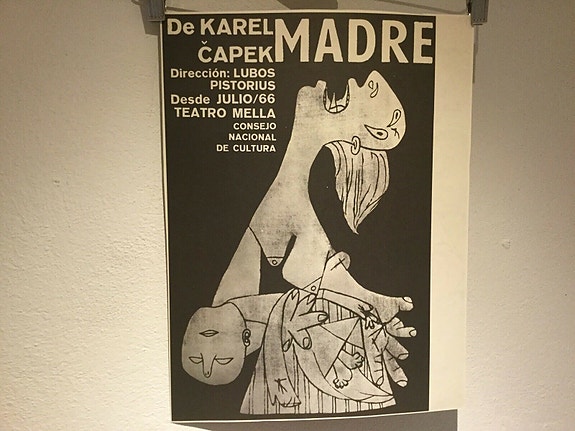 De KAREL
ČAPEK
MADRE
Dirección: LUBOS
PISTORIUS
Desde JULIO/66
TEATRO MELLA
CONSEJO
NACIONAL
DE CULTURA